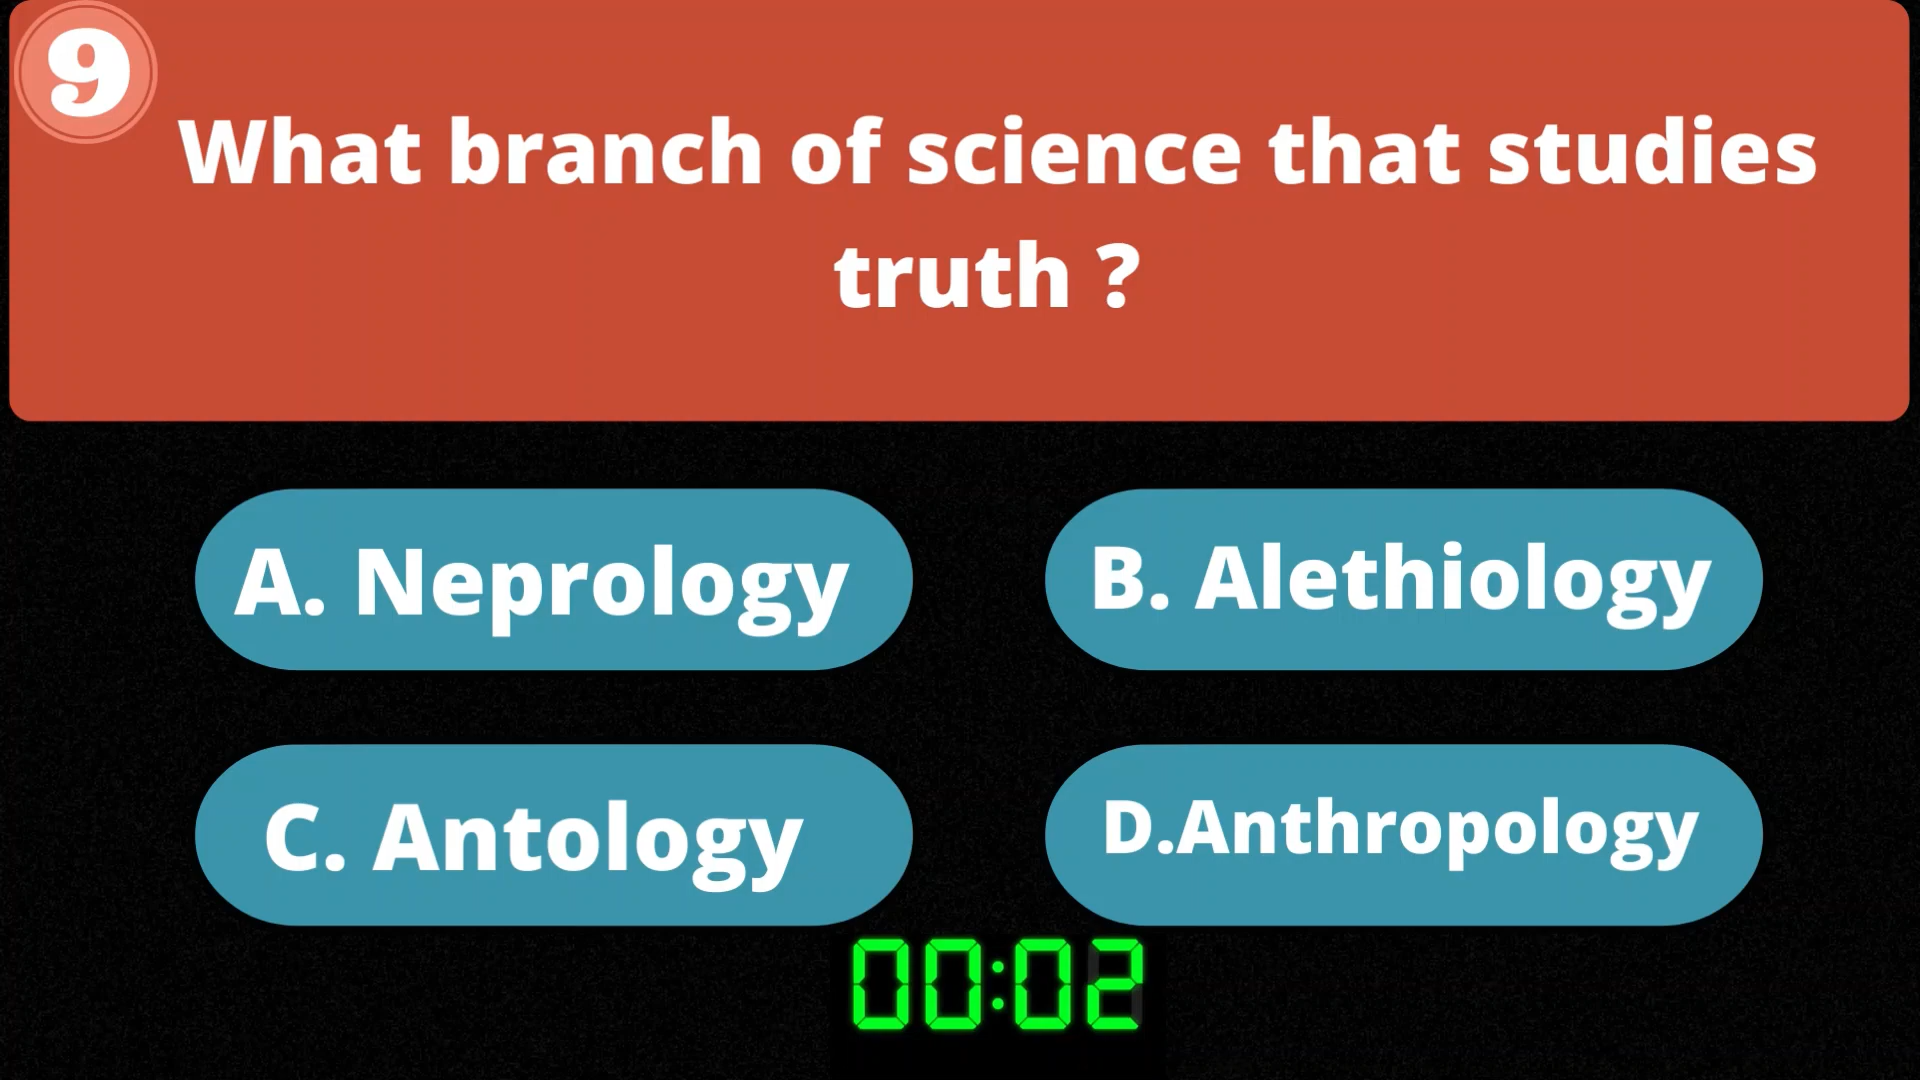 9
What branch of science that studies
truth ?
A. Neprology
B. Alethiology
C. Antology
D.Anthropology
00:02